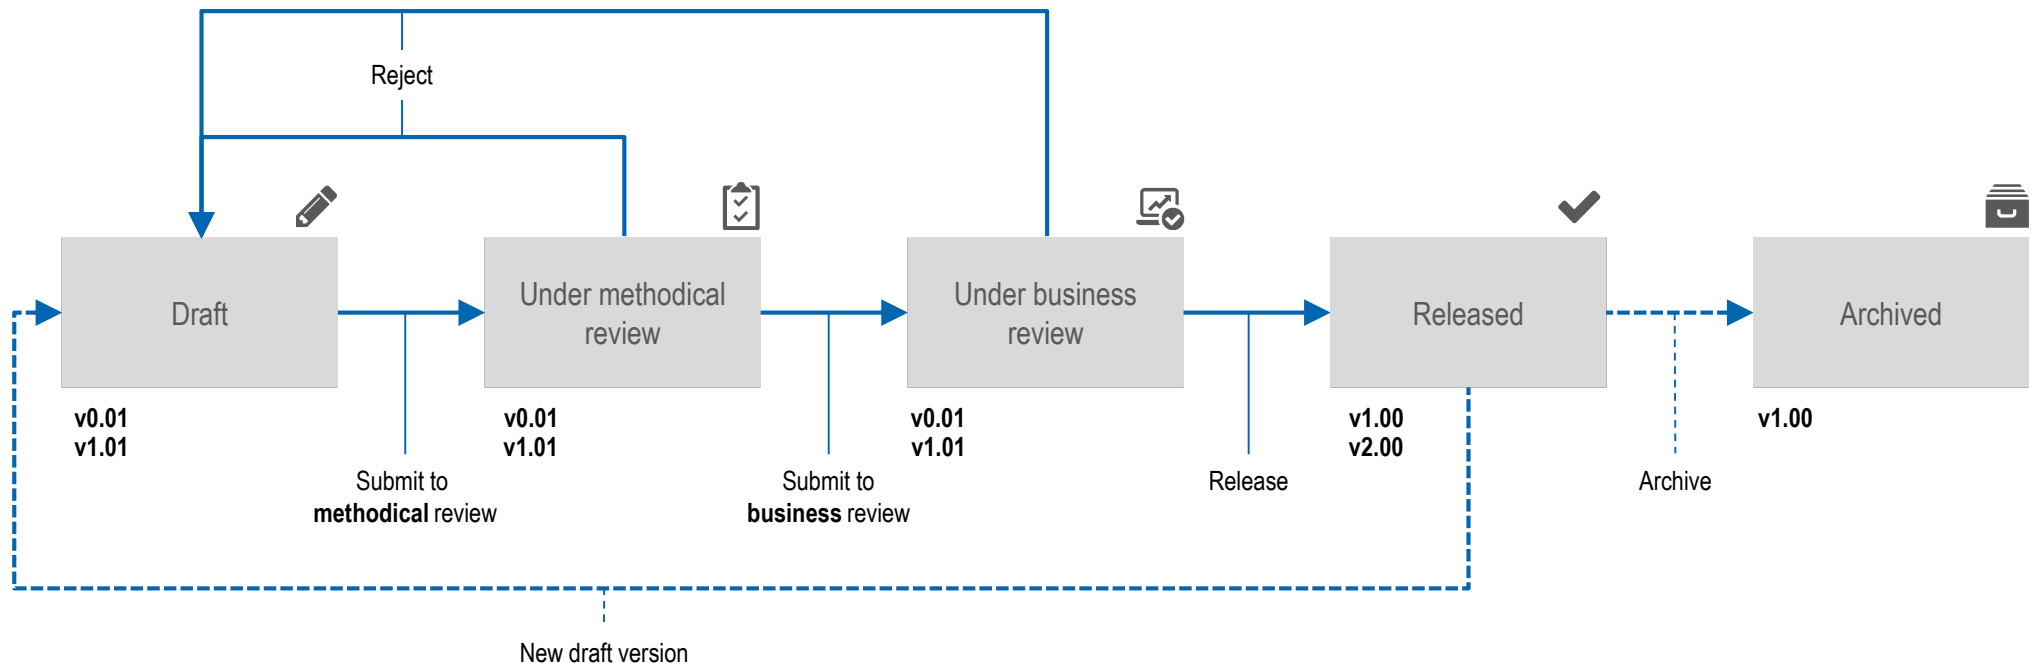 Reject
Draft
Under methodical
review
Under business
review
Released
Archived
v0.01
v1.01
v0.01
v1.01
v0.01
v1.01
v1.00
v2.00
v1.00
Submit to
methodical review
Submit to
business review
Release
Archive
New draft version